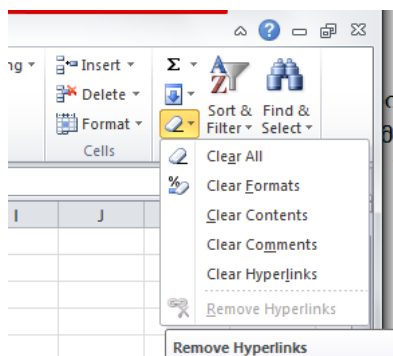 ng Insert Σ
Delete Sort & Find &
Format Filter Select
Cells
Clear All
Clear Formats
Clear Contents
Clear Comments
Clear Hyperlinks
Remove Hyperlinks
Remove Hyperlinks
I J